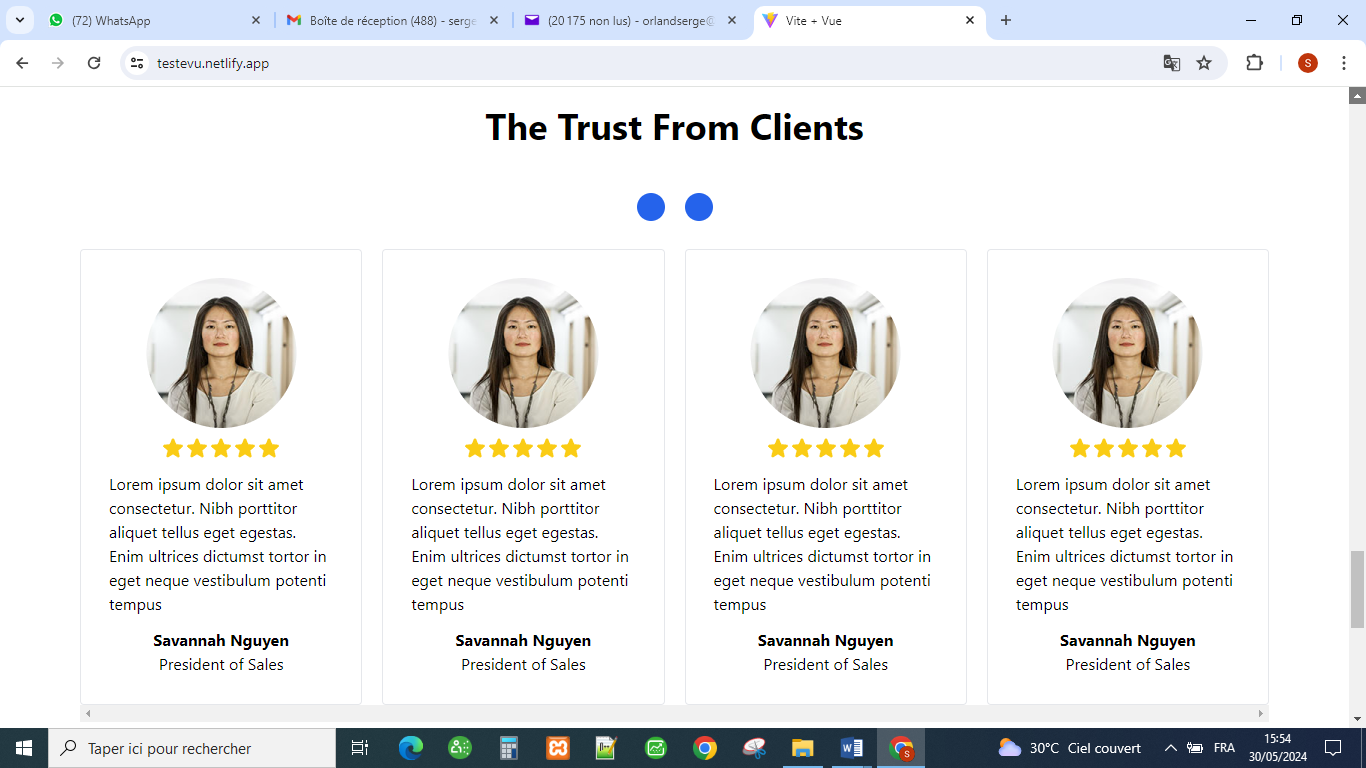 (72) WhatsApp
Boîte de réception (488) - serge
(20 175 non lus) - orlandserge@
Vite + Vue
testevu.netlify.app
S
The Trust From Clients
Lorem ipsum dolor sit amet
consectetur. Nibh porttitor
aliquet tellus eget egestas.
Enim ultrices dictumst tortor in
eget neque vestibulum potenti
tempus
Savannah Nguyen
President of Sales
Lorem ipsum dolor sit amet
consectetur. Nibh porttitor
aliquet tellus eget egestas.
Enim ultrices dictumst tortor in
eget neque vestibulum potenti
tempus
Savannah Nguyen
President of Sales
Lorem ipsum dolor sit amet
consectetur. Nibh porttitor
aliquet tellus eget egestas.
Enim ultrices dictumst tortor in
eget neque vestibulum potenti
tempus
Savannah Nguyen
President of Sales
Lorem ipsum dolor sit amet
consectetur. Nibh porttitor
aliquet tellus eget egestas.
Enim ultrices dictumst tortor in
eget neque vestibulum potenti
tempus
Savannah Nguyen
President of Sales
Taper ici pour rechercher
30°C Ciel couvert
FRA
15:54
30/05/2024